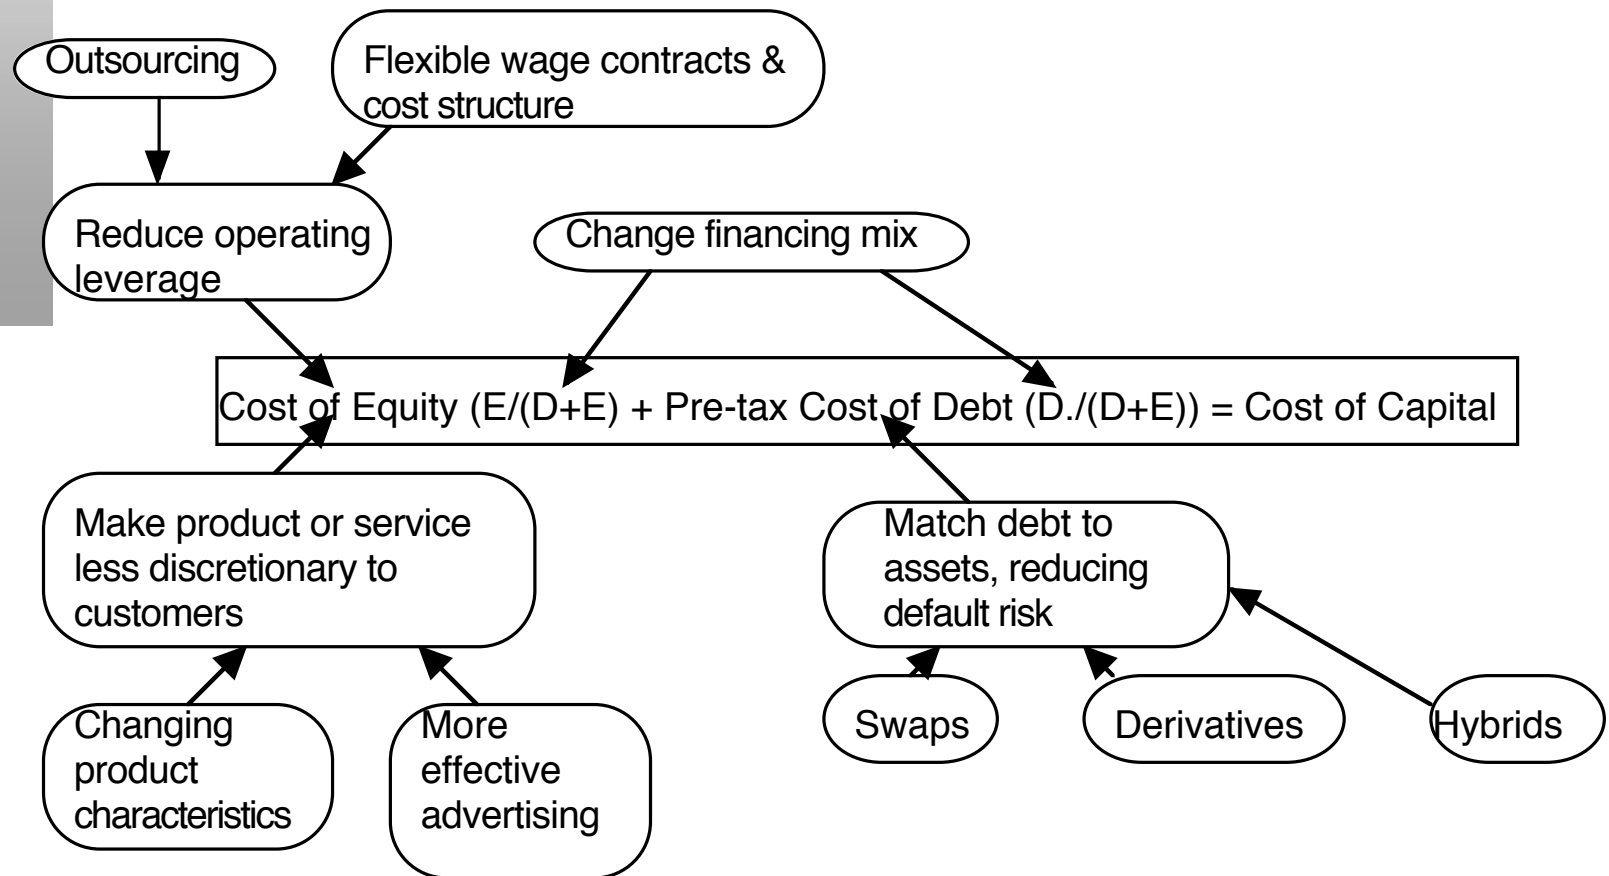 Outsourcing
Flexible wage contracts &
cost structure
Reduce operating
leverage
Change financing mix
Cost of Equity (E/(D+E) + Pre-tax Cost of Debt (D./(D+E)) = Cost of Capital
Make product or service
less discretionary to
customers
Match debt to
assets, reducing
default risk
Changing
product
characteristics
More
effective
advertising
Swaps
Derivatives
Hybrids